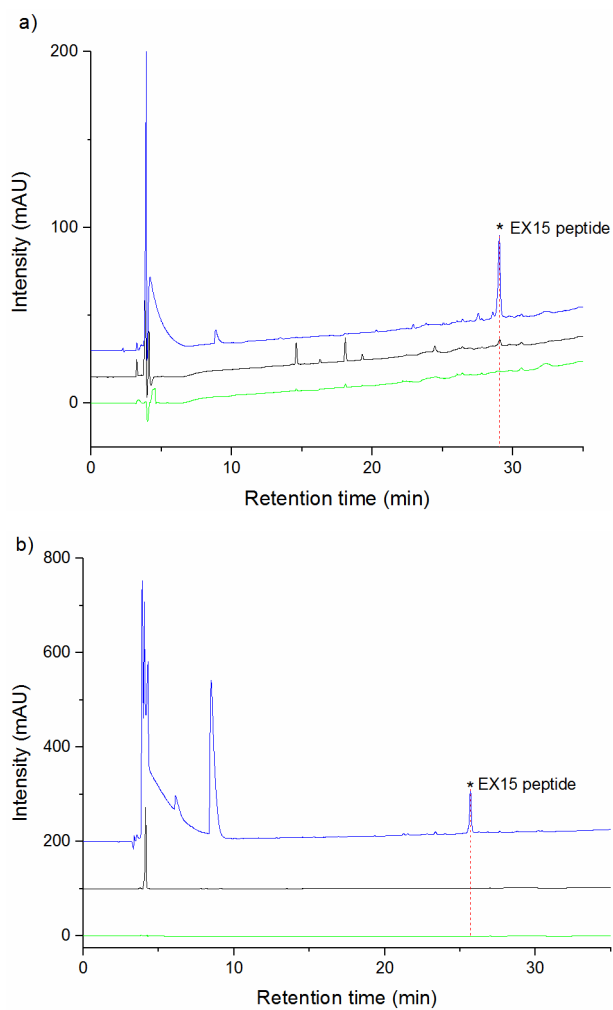 a)
200
100
0
Intensity (mAU)
* EX15 peptide
0 10 20 30
Retention time (min)
b)
800
600
400
200
0
Intensity (mAU)
* EX15 peptide
0 10 20 30
Retention time (min)